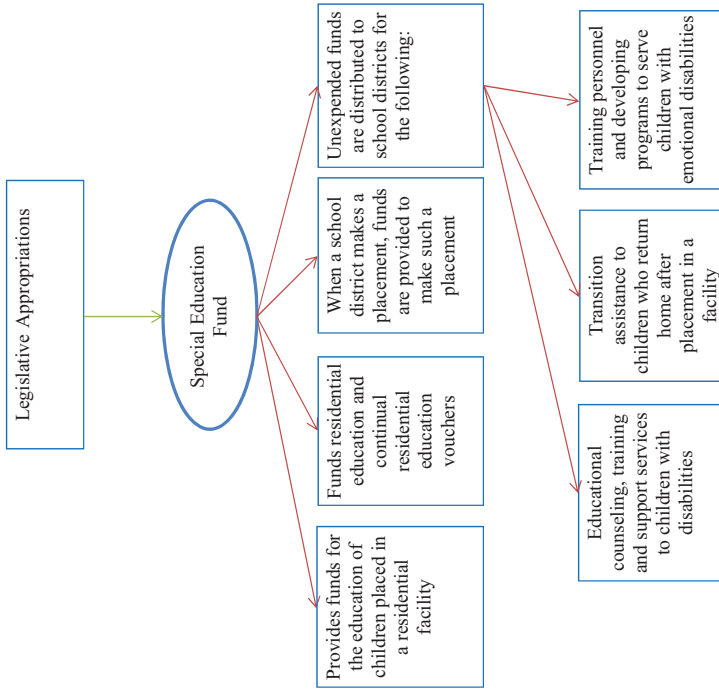 Legislative Appropriations
Special Education
Fund
Provides funds for
the education of
children placed in
a residential
facility
Funds residential
education and
continual
residential
education
vouchers
When a school
district makes a
placement, funds
are provided to
make such a
placement
Unexpended funds
are distributed to
school districts for
the following:
Educational
counseling, training
and support services
to children with
disabilities
Transition
assistance to
children who return
home after
placement in a
facility
Training personnel
and developing
programs to serve
children with
emotional disabilities